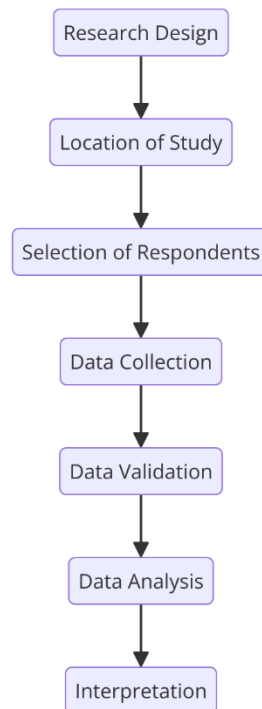 Research Design
Location of Study
Selection of Respondents
Data Collection
Data Validation
Data Analysis
Interpretation